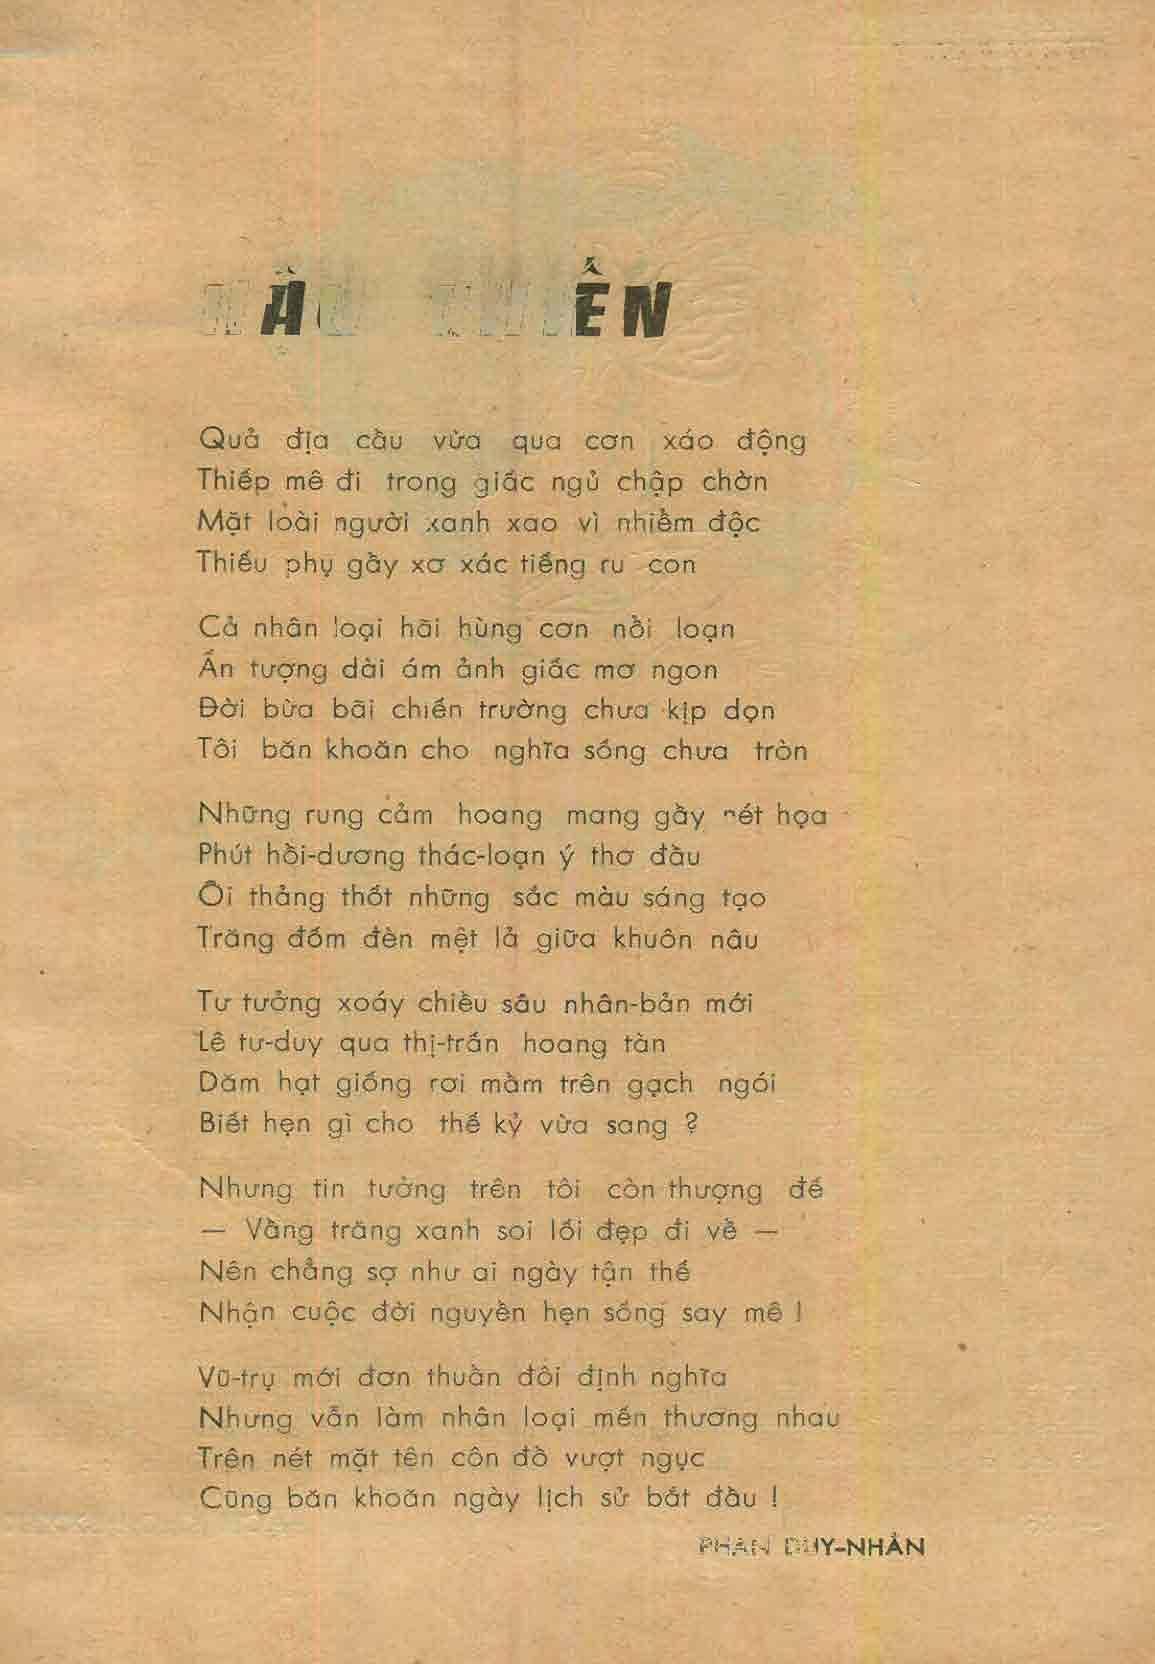 HẬU CHIẾN
Quả địa cầu vừa qua cơn xáo động
Thiếp mê đi trong giấc ngủ chập chờn
Mặt loài người xanh xao vì nhiễm độc
Thiếu phụ gầy xơ xác tiếng ru con
Cả nhân loại hãi hùng cơn nổi loạn
Ấn tượng dài ám ảnh giấc mơ ngon
Đời bừa bãi chiến trường chưa kịp dọn
Tôi băn khoăn cho nghĩa sống chưa tròn
Những rung cảm hoang mang gầy nét họa
Phút hồi-dương thác-loạn ý thơ đầu
Ôi thảng thốt những sắc màu sáng tạo
Trăng đốm đèn mệt lả giữa khuôn nâu
Tư tưởng xoáy chiều sâu nhân-bản mới
Lê tư-duy qua thị-trấn hoang tàn
Dăm hạt giống rơi mầm trên gạch ngói
Biết hẹn gì cho thế kỷ vừa sang ?
Nhưng tin tưởng trên tôi còn thượng đế
— Vầng trăng xanh soi lối đẹp đi về —
Nên chẳng sợ như ai ngày tận thế
Nhận cuộc đời nguyền hẹn sống say mê !
Vũ-trụ mới đơn thuần đôi định nghĩa
Nhưng vẫn làm nhân loại mến thương nhau
Trên nét mặt tên côn đồ vượt ngục
Cũng băn khoăn ngày lịch sử bắt đầu !
PHAN DUY-NHÂN